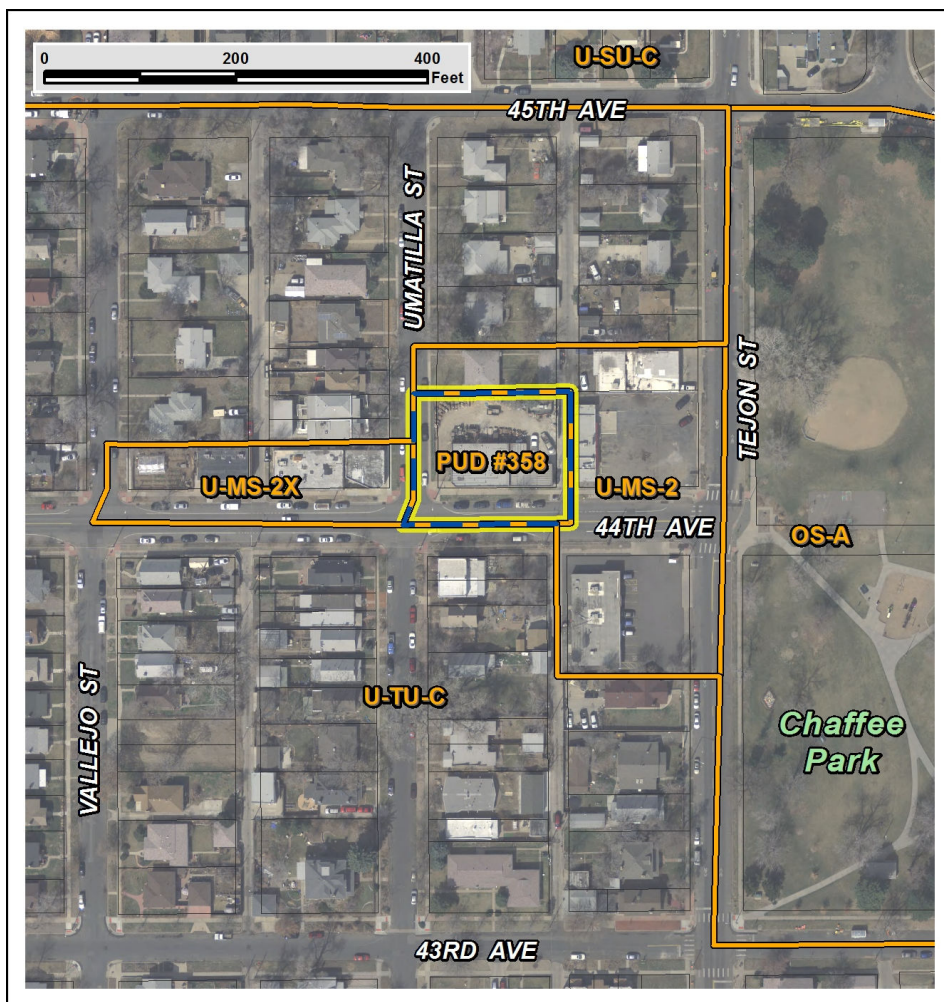 0 200 400
Feet
U-SU-C
45TH AVE
UMATILLA ST
TEJON ST
PUD #358
U-MS-2X
U-MS-2
44TH AVE
OS-A
U-TU-C
VALLEJO ST
Chaffee
Park
43RD AVE